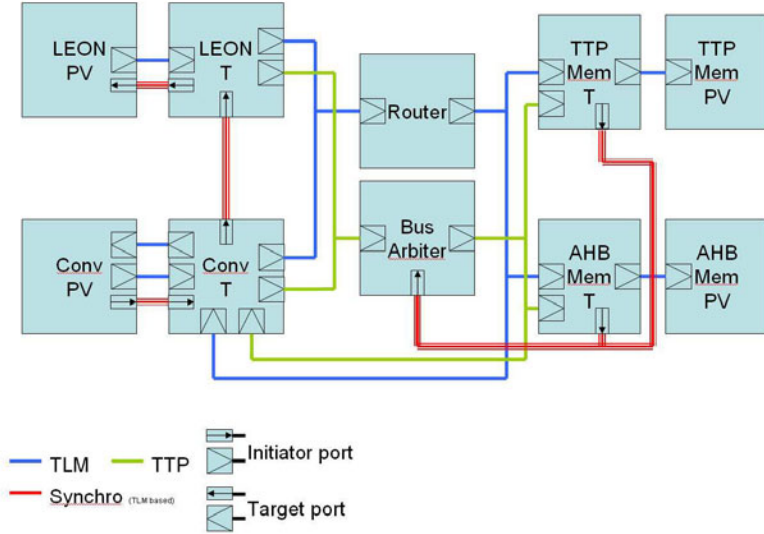 LEON
PV
LEON
T
Router
TTP
Mem
T
TTP
Mem
PV
Conv
PV
Conv
T
Bus
Arbiter
AHB
Mem
T
AHB
Mem
PV
TLM
TTP
Initiator port
Synchro (TLM based)
Target port